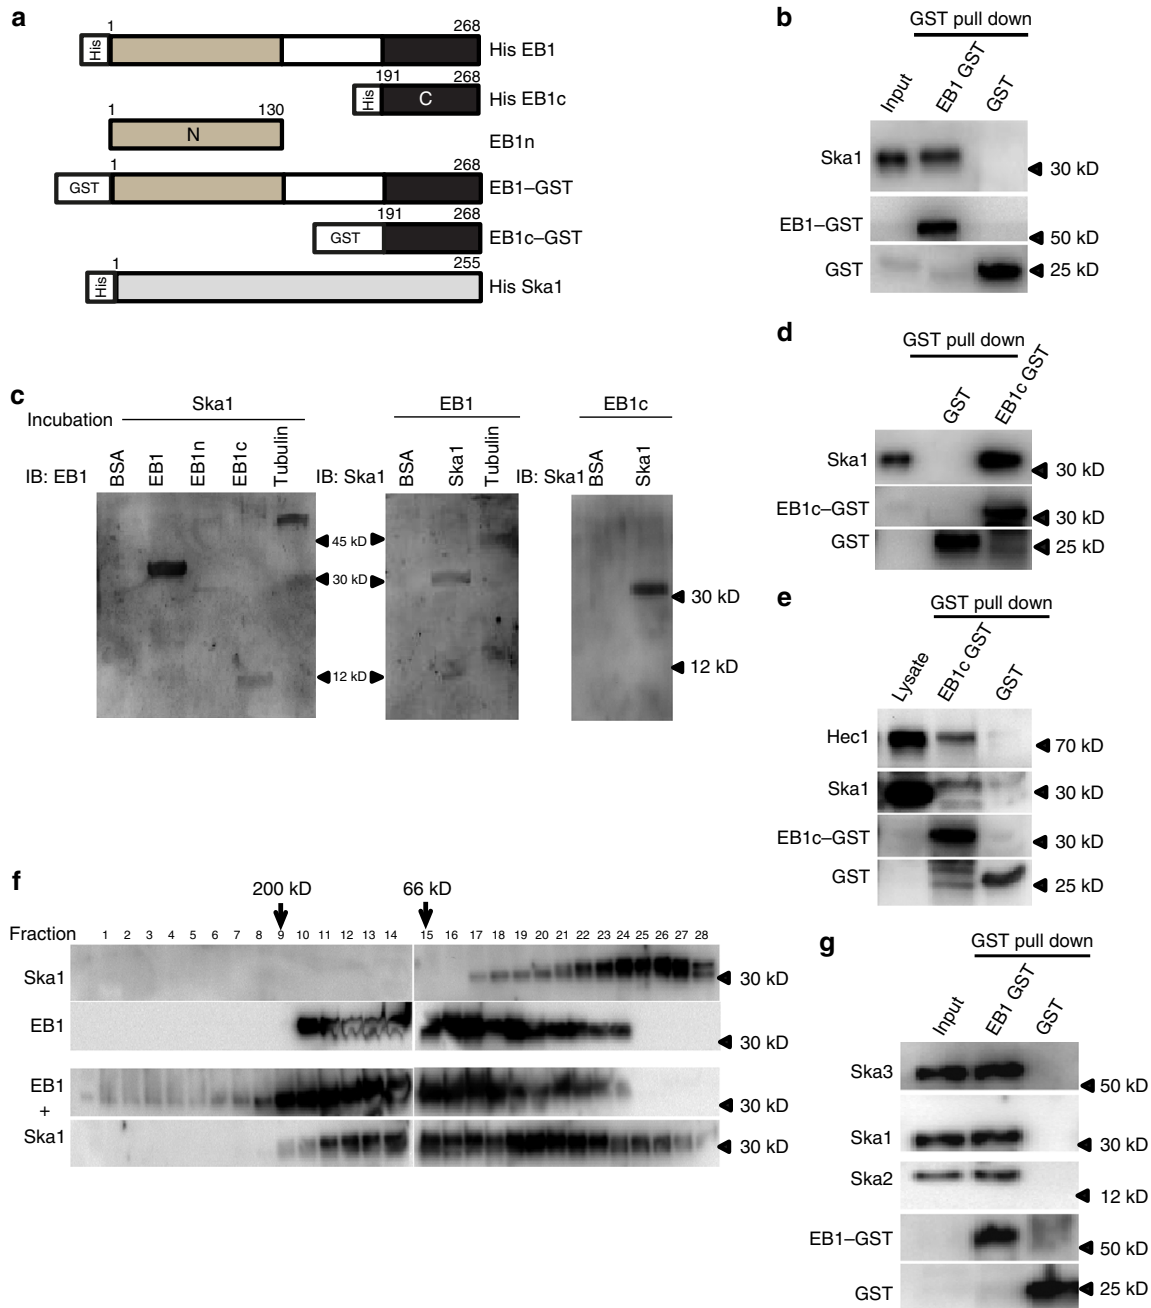 a
1 268
His His EB1
191 268
His C His EB1c
1 130
N EB1n
1 268
GST EB1–GST
191 268
GST EB1c–GST
1 255
His His Ska1
b
GST pull down
Input EB1 GST GST
Ska1 30 kD
EB1–GST 50 kD
GST 25 kD
c
Incubation Ska1 EB1 EB1c
IB: EB1 BSA EB1 EB1n EB1c Tubulin IB: Ska1 BSA Ska1 Tubulin IB: Ska1 BSA Ska1
45 kD
30 kD 30 kD
12 kD 12 kD
d
GST pull down
GST EB1c GST
Ska1 30 kD
EB1c–GST 30 kD
GST 25 kD
e
GST pull down
Lysate EB1c GST GST
Hec1 70 kD
Ska1 30 kD
EB1c–GST 30 kD
GST 25 kD
f
200 kD 66 kD
Fraction 1 2 3 4 5 6 7 8 9 10 11 12 13 14 15 16 17 18 19 20 21 22 23 24 25 26 27 28
Ska1 30 kD
EB1 30 kD
EB1 30 kD
+
Ska1 30 kD
g
GST pull down
Input EB1 GST GST
Ska3 50 kD
Ska1 30 kD
Ska2 12 kD
EB1–GST 50 kD
GST 25 kD